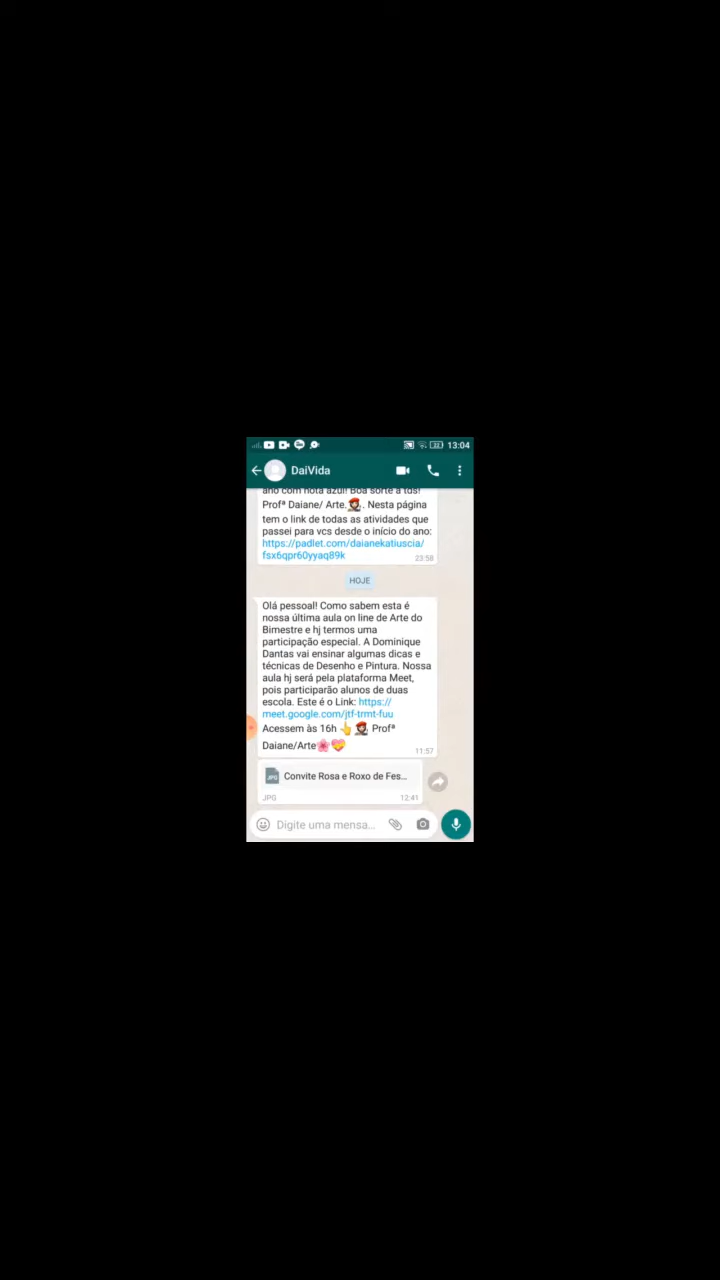 13:04
DaiVida
ano com nota azul! Boa sorte a tds!
Profª Daiane/ Arte.👩🏻‍🎨. Nesta página
tem o link de todas as atividades que
passei para vcs desde o início do ano:
https://padlet.com/daianekatiuscia/
fsx6qpr60yyaq89k
23:58
HOJE
Olá pessoal! Como sabem esta é
nossa última aula on line de Arte do
Bimestre e hj termos uma
participação especial. A Dominique
Dantas vai ensinar algumas dicas e
técnicas de Desenho e Pintura. Nossa
aula hj será pela plataforma Meet,
pois participarão alunos de duas
escola. Este é o Link: https://
meet.google.com/jtf-trmt-fuu
Acessem às 16h 👆👩🏻‍🎨 Profª
Daiane/Arte🌸💝
11:57
JPG Convite Rosa e Roxo de Fes...
JPG 12:41
Digite uma mensa...